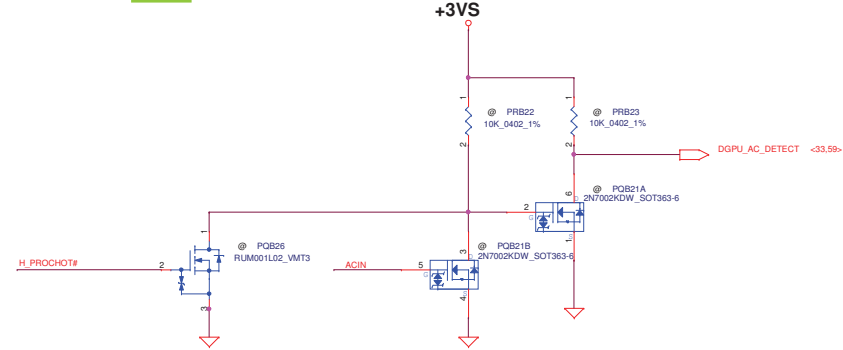 +3VS
1
1
@ PRB22
10K_0402_1%
@ PRB23
10K_0402_1%
2
2
DGPU_AC_DETECT <33,59>
6
D
@ PQB21A
2N7002KDW_SOT363-6
2
G
S
1
1
@ PQB26
RUM001L02_VMT3
3
D
@ PQB21B
2N7002KDW_SOT363-6
H_PROCHOT#
2
ACIN
5
G
S
4
3